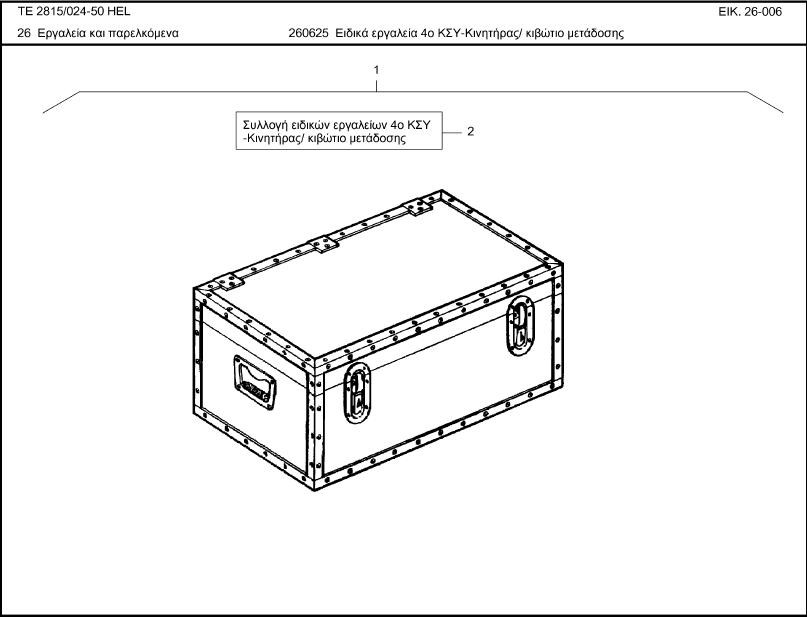 TE 2815/024-50 HEL
ΕΙΚ. 26-006
26 Εργαλεία και παρελκόμενα
260625 Ειδικά εργαλεία 4ο ΚΣΥ-Κινητήρας/ κιβώτιο μετάδοσης
1
Συλλογή ειδικών εργαλείων 4ο ΚΣΥ
-Κινητήρας/ κιβώτιο μετάδοσης
2